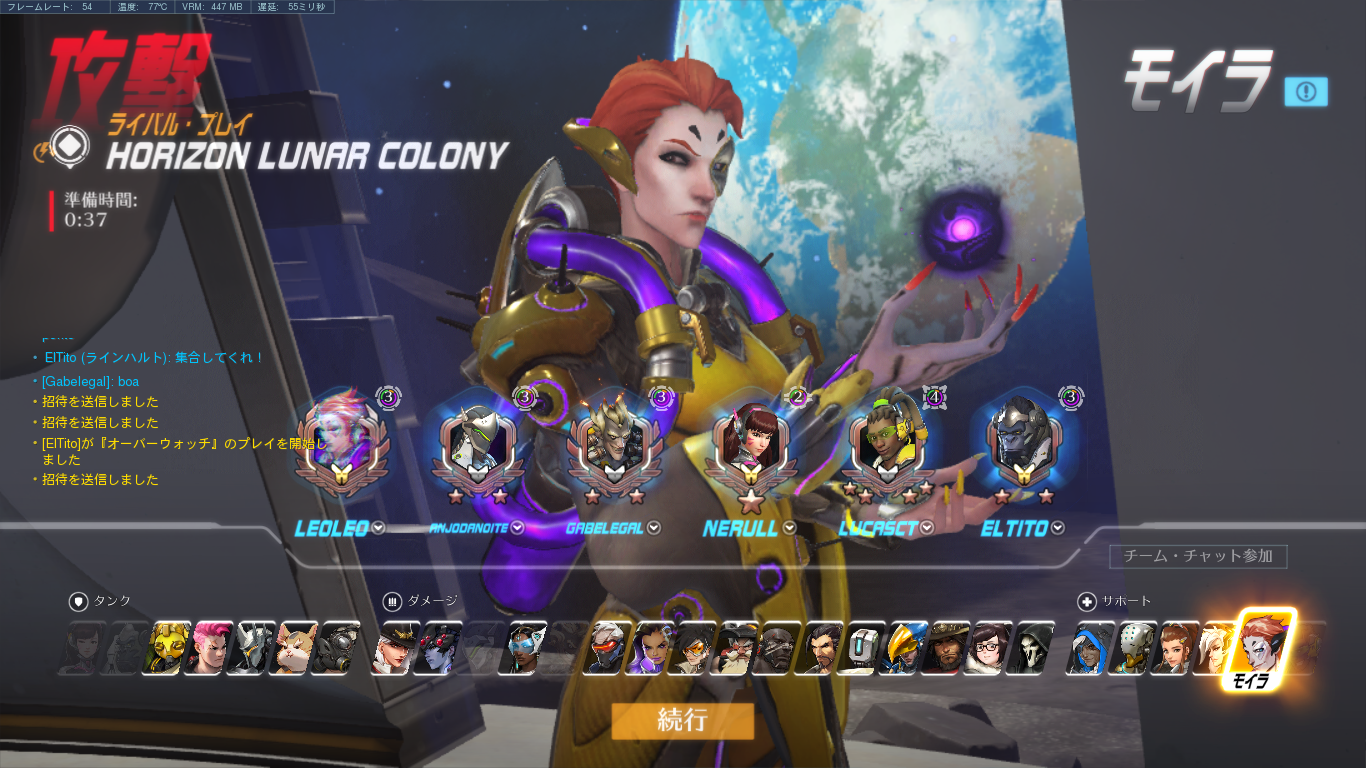 フレームレート: 54 温度: 77℃ VRM: 447 MB 遅延: 55ミリ秒
攻撃
ライバル・プレイ
HORIZON LUNAR COLONY
準備時間:
0:37
モイラ
• ElTito (ラインハルト): 集合してくれ！
• [Gabelegal]: boa
• 招待を送信しました
• 招待を送信しました
• [ElTito]が『オーバーウォッチ』のプレイを開始しました
• 招待を送信しました
3 3 3 2 4 3
LEOLEO ANJODANOITE GABELEGAL NERULL LUCASCT ELTITO
チーム・チャット参加
タンク ダメージ サポート
モイラ
続行